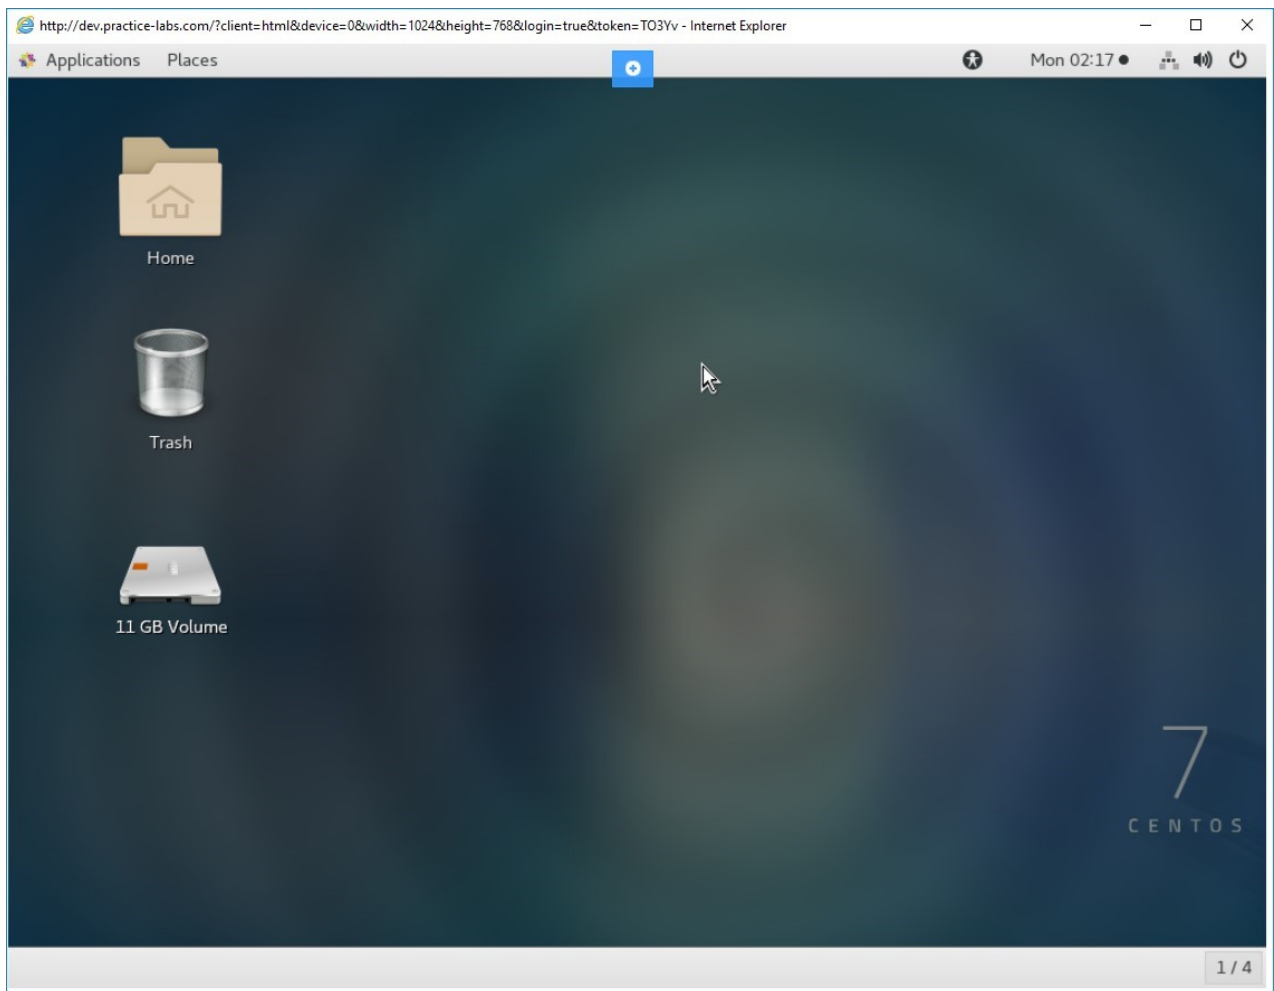 http://dev.practice-labs.com/?client=html&device=0&width=1024&height=768&login=true&token=TO3Yv - Internet Explorer
Applications Places Mon 02:17
Home
Trash
11 GB Volume
7
CENTOS
1 / 4